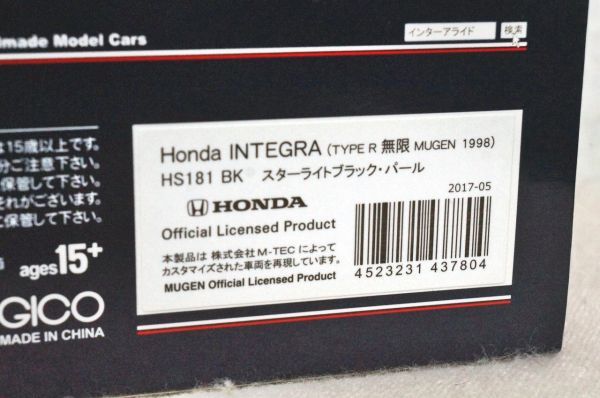 made Model Cars
インターアライド 検索
は15歳以上です。
分ご注意下さい。
保管して下さい。
それがございます。
に保管して下さい。
ages 15+
GICO
MADE IN CHINA
Honda INTEGRA (TYPE R 無限 MUGEN 1998)
HS181 BK スターライトブラック・パール
2017-05
HONDA
Official Licensed Product
本製品は 株式会社 M-TEC によって
カスタマイズされた車両を再現しています。
MUGEN Official Licensed Product
4523231 437804